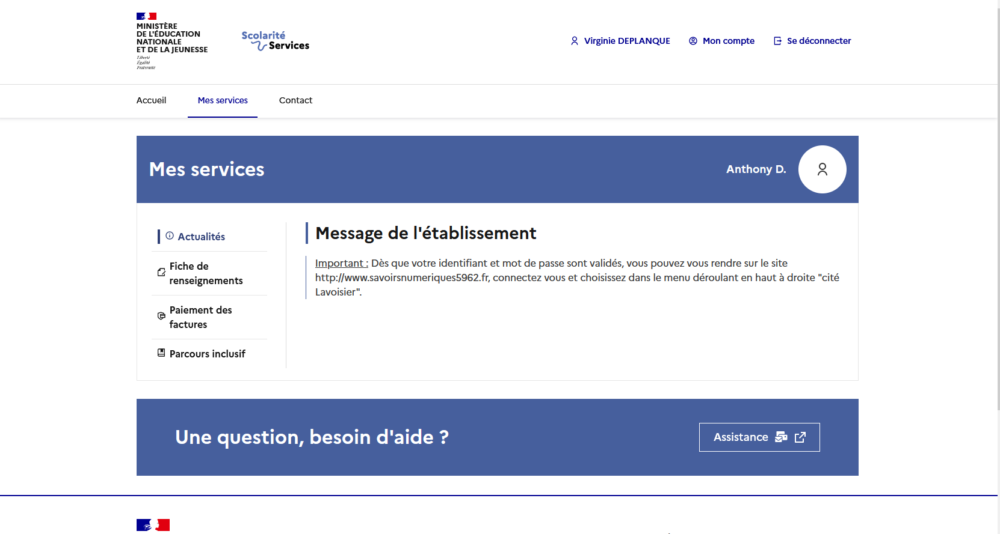 MINISTÈRE
DE L'ÉDUCATION
NATIONALE
ET DE LA JEUNESSE
Liberté
Égalité
Fraternité
Scolarité
Services
Virginie DEPLANQUE
Mon compte
Se déconnecter
Accueil
Mes services
Contact
Mes services
Anthony D.
Actualités
Fiche de
renseignements
Paiement des
factures
Parcours inclusif
Message de l'établissement
Important : Dès que votre identifiant et mot de passe sont validés, vous pouvez vous rendre sur le site
http://www.savoirsnumeriques5962.fr, connectez vous et choisissez dans le menu déroulant en haut à droite "cité
Lavoisier".
Une question, besoin d'aide ?
Assistance